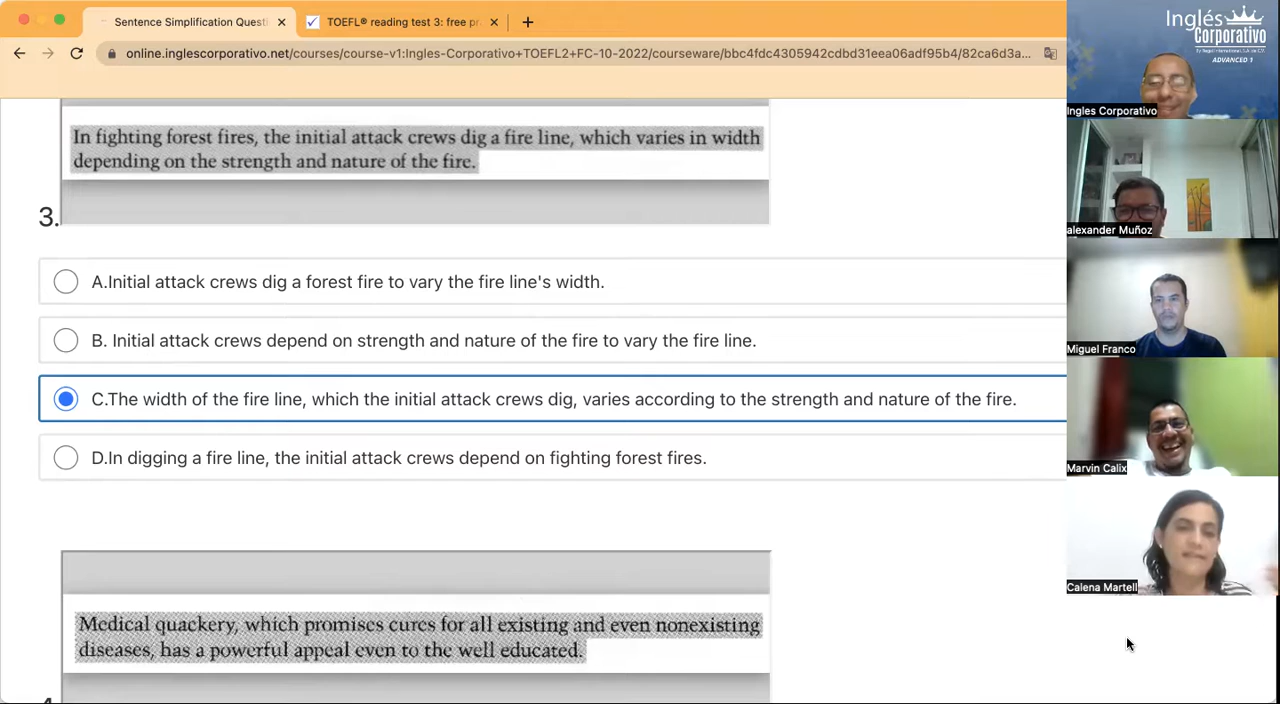 Sentence Simplification Questi
TOEFL® reading test 3: free pr
online.inglescorporativo.net/courses/course-v1:Ingles-Corporativo+TOEFL2+FC-10-2022/courseware/bbc4fdc4305942cdbd31eea06adf95b4/82ca6d3a...
In fighting forest fires, the initial attack crews dig a fire line, which varies in width
depending on the strength and nature of the fire.
3.
A.Initial attack crews dig a forest fire to vary the fire line's width.
B. Initial attack crews depend on strength and nature of the fire to vary the fire line.
C.The width of the fire line, which the initial attack crews dig, varies according to the strength and nature of the fire.
D.In digging a fire line, the initial attack crews depend on fighting forest fires.
Medical quackery, which promises cures for all existing and even nonexisting
diseases, has a powerful appeal even to the well educated.
Inglés
Corporativo
ADVANCED 1
Ingles Corporativo
alexander Muñoz
Miguel Franco
Marvin Calix
Calena Martell